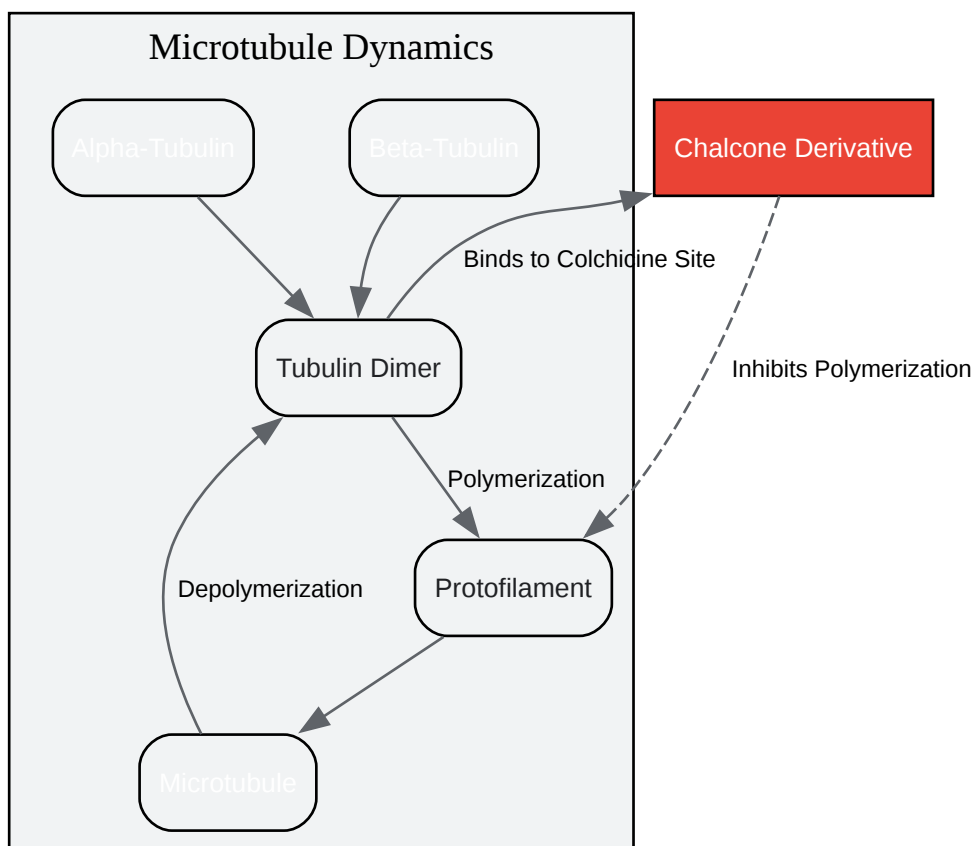 Microtubule Dynamics
Alpha-Tubulin
Beta-Tubulin
Chalcone Derivative
Binds to Colchicine Site
Tubulin Dimer
Inhibits Polymerization
Polymerization
Depolymerization
Protofilament
Microtubule